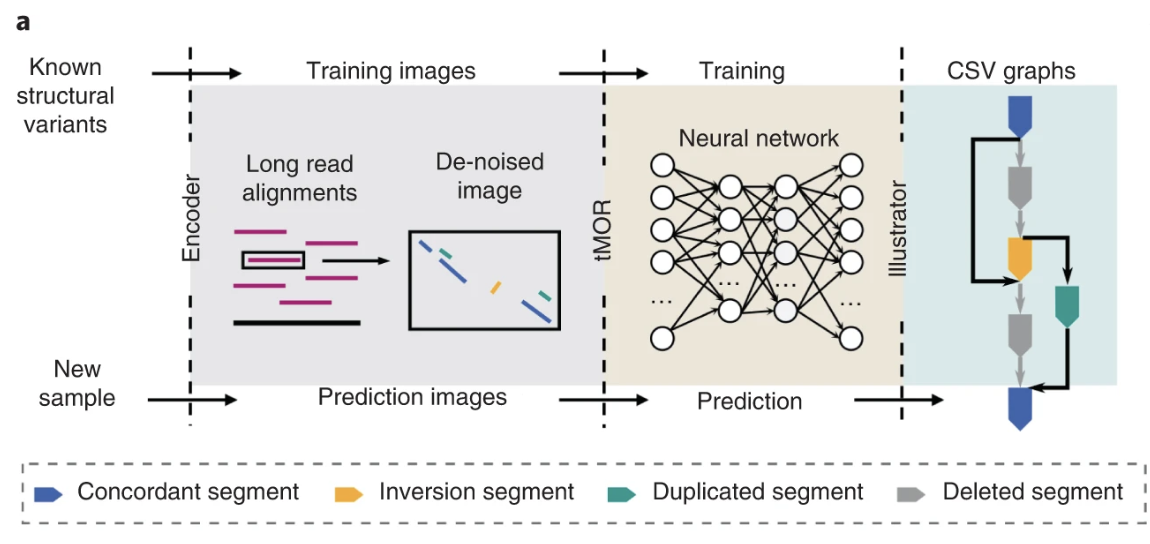 a
Known
structural
variants
Training images
Training
CSV graphs
Encoder
Long read
alignments
De-noised
image
tMOR
Neural network
...
...
...
...
Illustrator
New
sample
Prediction images
Prediction
Concordant segment
Inversion segment
Duplicated segment
Deleted segment